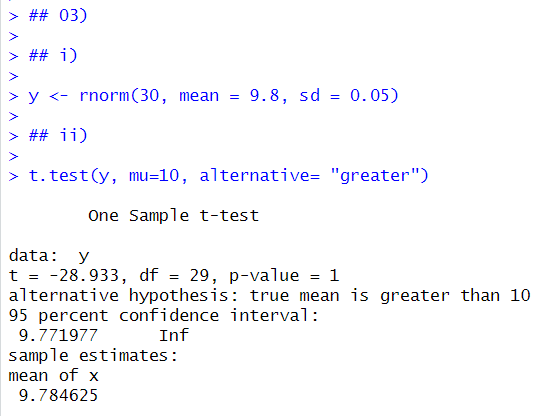 > ## 03)
>
> ## i)
>
> y <- rnorm(30, mean = 9.8, sd = 0.05)
>
> ## ii)
>
> t.test(y, mu=10, alternative= "greater")
One Sample t-test
data:  y
t = -28.933, df = 29, p-value = 1
alternative hypothesis: true mean is greater than 10
95 percent confidence interval:
 9.771977      Inf
sample estimates:
mean of x
 9.784625